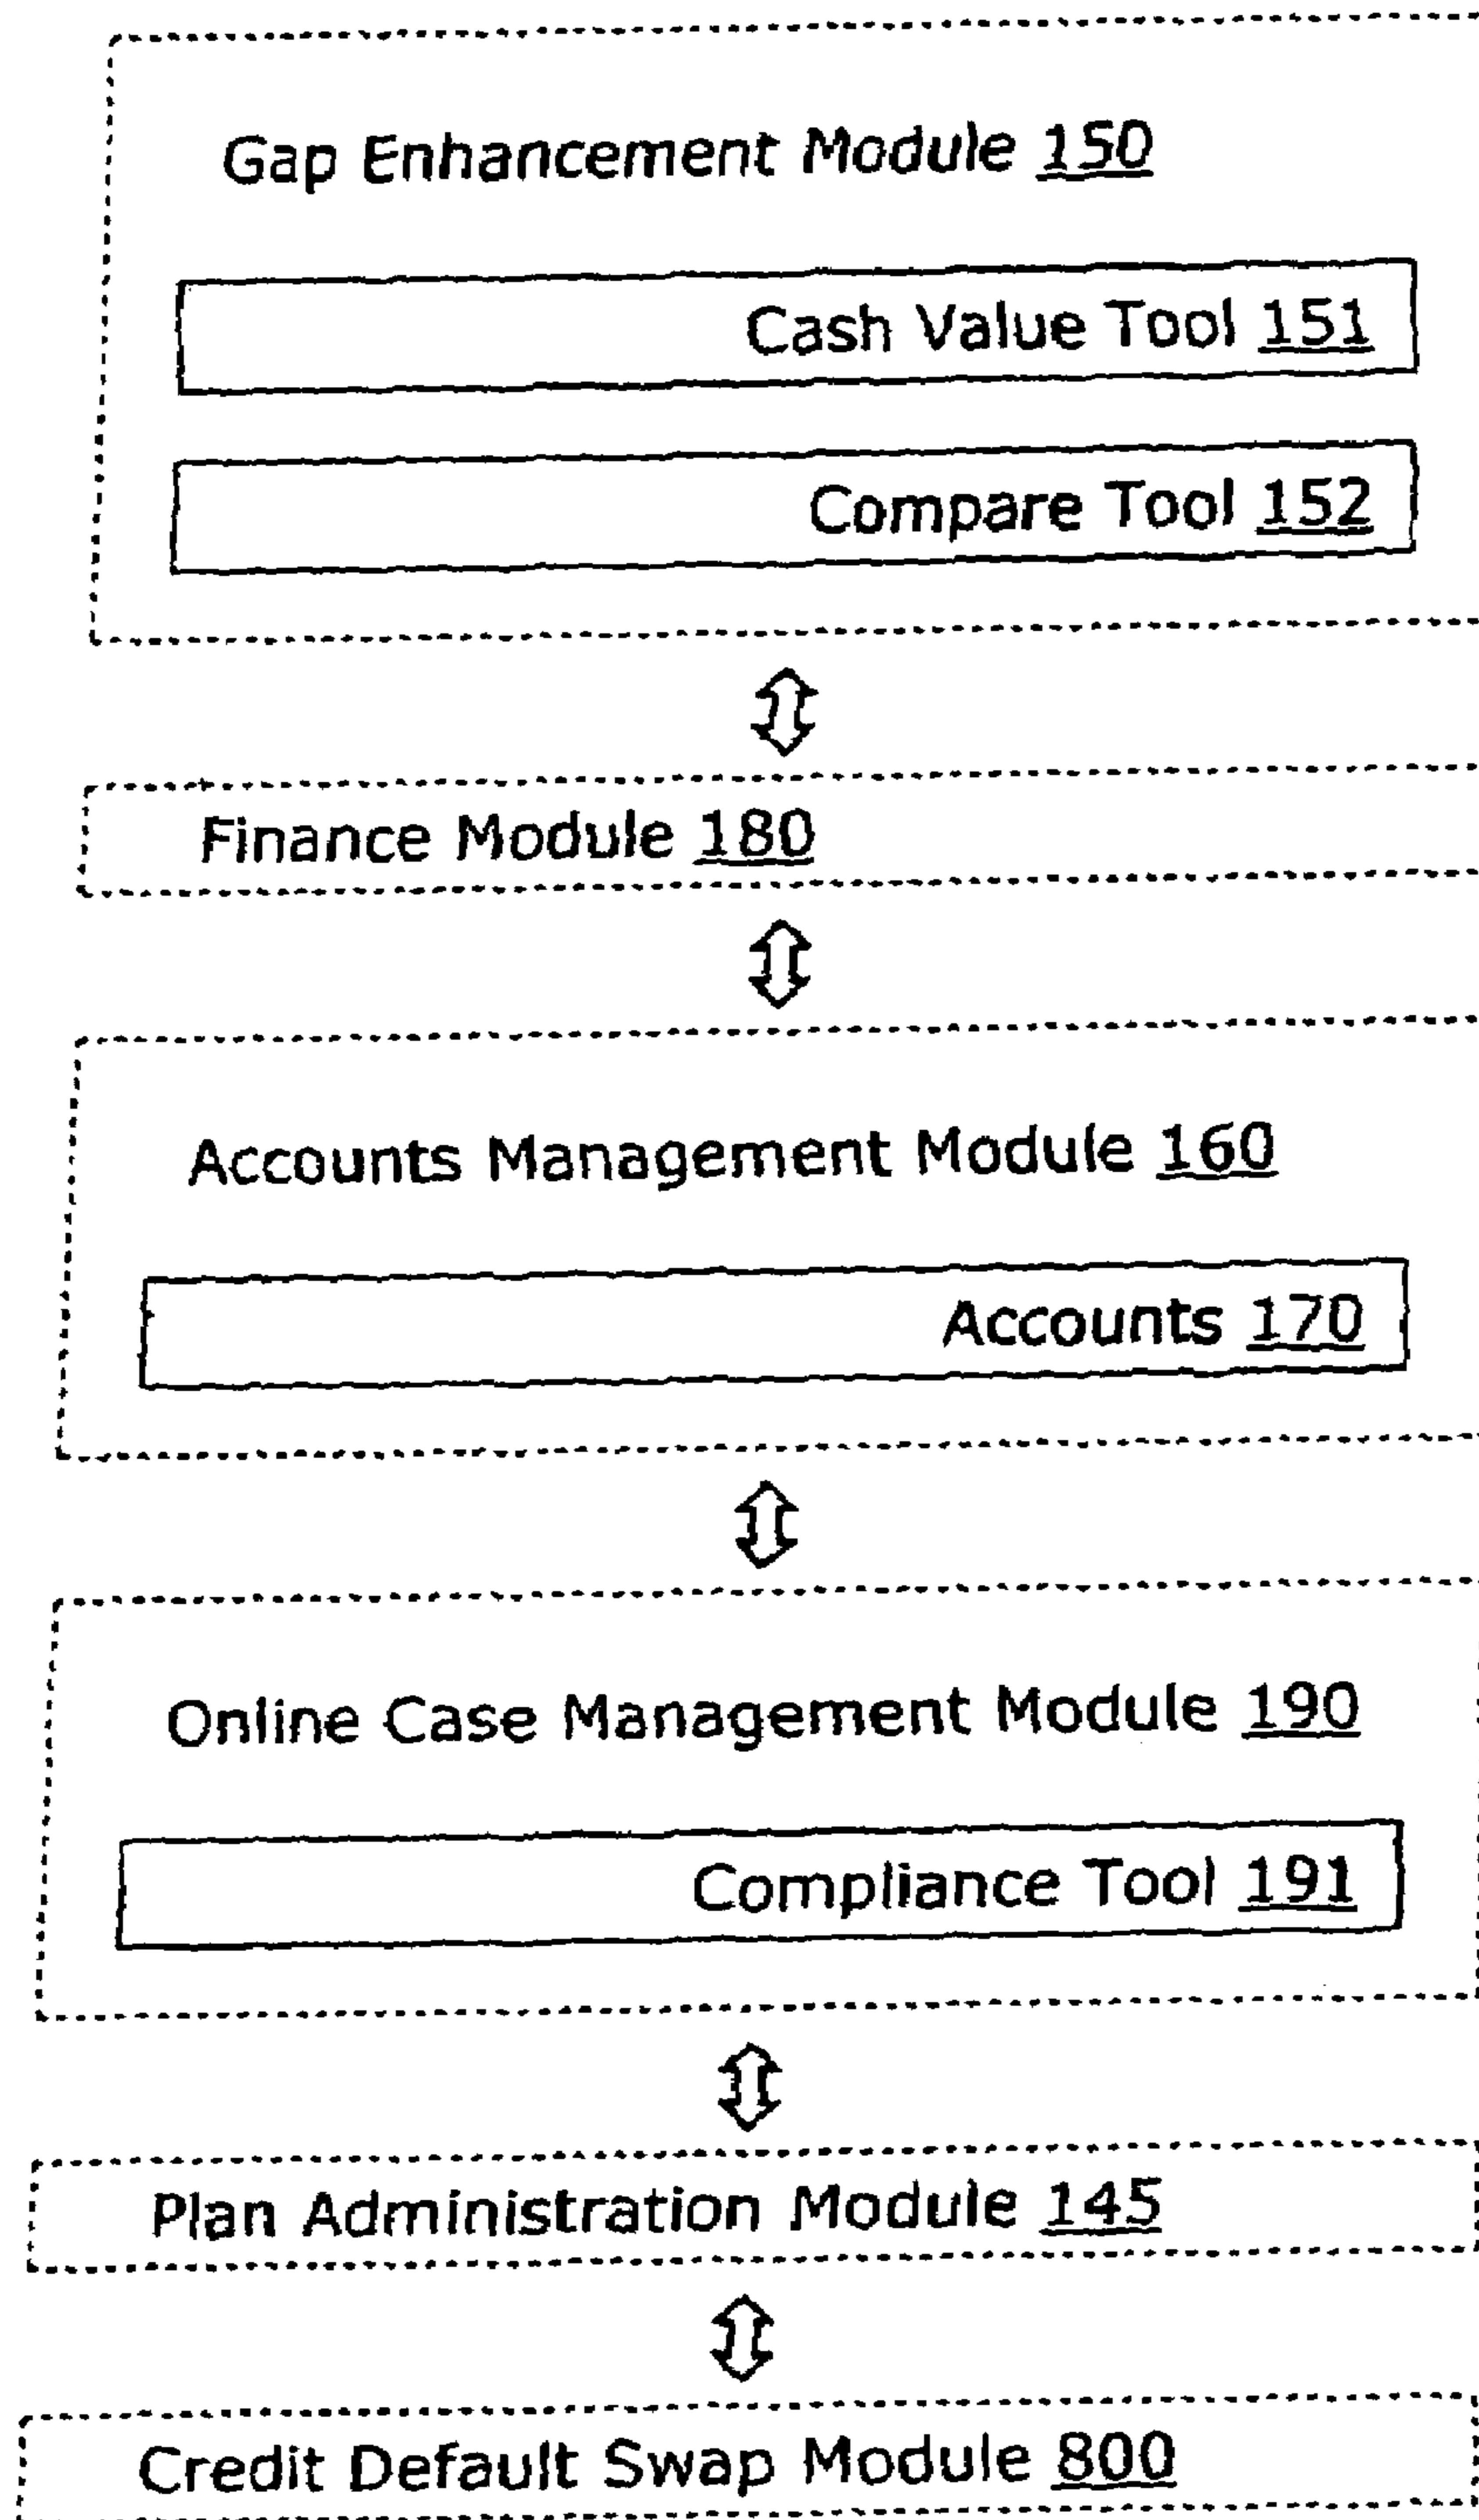 Gap Enhancement Module 150
Cash Value Tool 151
Compare Tool 152
Finance Module 180
Accounts Management Module 160
Accounts 170
Online Case Management Module 190
Compliance Tool 191
Plan Administration Module 145
Credit Default Swap Module 800